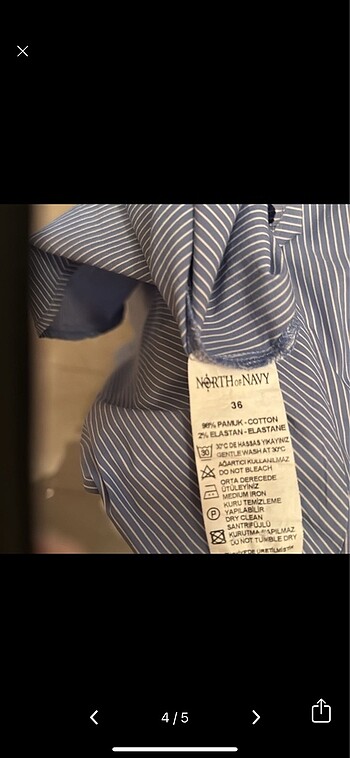 NORTH OF NAVY
36
98% PAMUK - COTTON
2% ELASTAN - ELASTANE
30
30°C DE HASSAS YIKAYINIZ
GENTLE WASH AT 30°C
AĞARTICI KULLANILMAZ
DO NOT BLEACH
ORTA DERECEDE
ÜTÜLEYİNİZ
MEDIUM IRON
KURU TEMİZLEME
P
YAPILABİLİR
DRY CLEAN
SANTRİFÜJLÜ
KURUTMA YAPILMAZ
DO NOT TUMBLE DRY
4 / 5